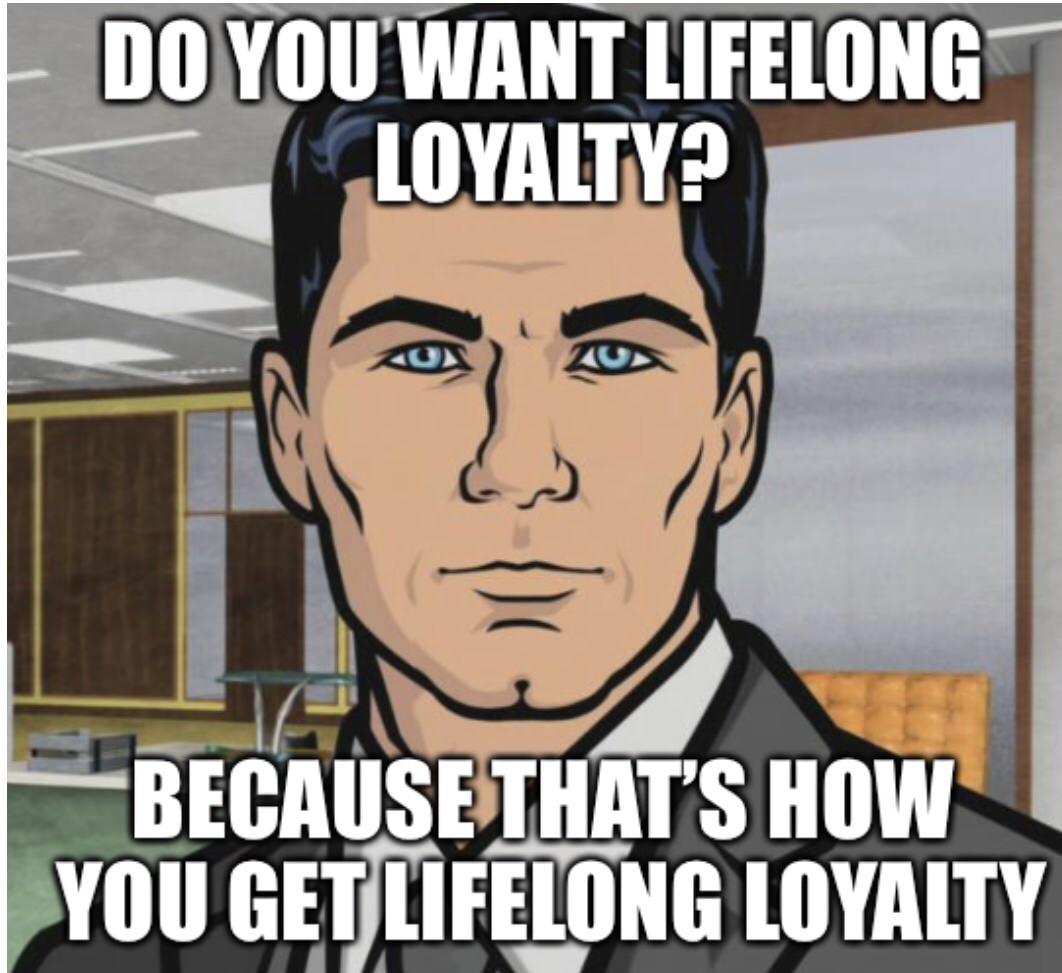 DO YOU WANT LIFELONG
LOYALTY?
BECAUSE THAT'S HOW
YOU GET LIFELONG LOYALTY